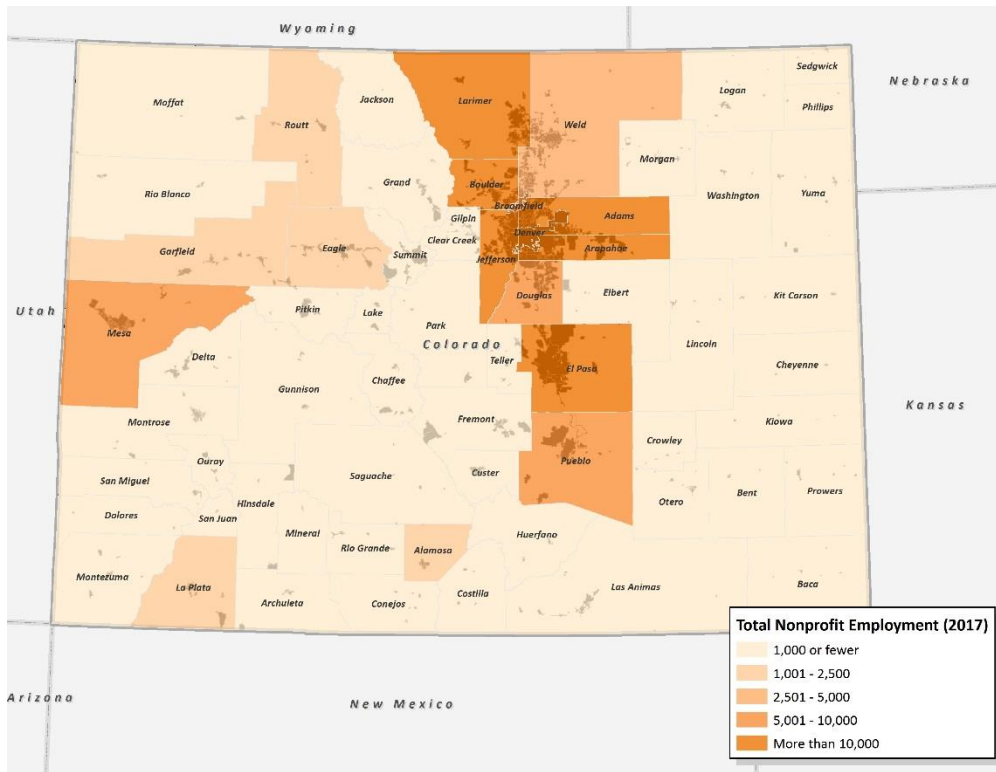 Wyoming
Nebraska
Utah
Colorado
Kansas
Arizona
New Mexico
Moffat
Routt
Jackson
Larimer
Weld
Logan
Sedgwick
Phillips
Morgan
Rio Blanco
Grand
Boulder
Broomfield
Washington
Yuma
Gilpin
Adams
Garfield
Eagle
Clear Creek
Summit
Denver
Arapahoe
Jefferson
Mesa
Pitkin
Lake
Park
Douglas
Elbert
Kit Carson
Delta
Teller
Lincoln
Gunnison
Chaffee
El Paso
Cheyenne
Montrose
Fremont
Crowley
Kiowa
Ouray
Pueblo
San Miguel
Saguache
Custer
Otero
Bent
Prowers
Dolores
San Juan
Hinsdale
Mineral
Rio Grande
Alamosa
Huerfano
Montezuma
La Plata
Archuleta
Conejos
Costilla
Las Animas
Baca
Total Nonprofit Employment (2017)
1,000 or fewer
1,001 - 2,500
2,501 - 5,000
5,001 - 10,000
More than 10,000